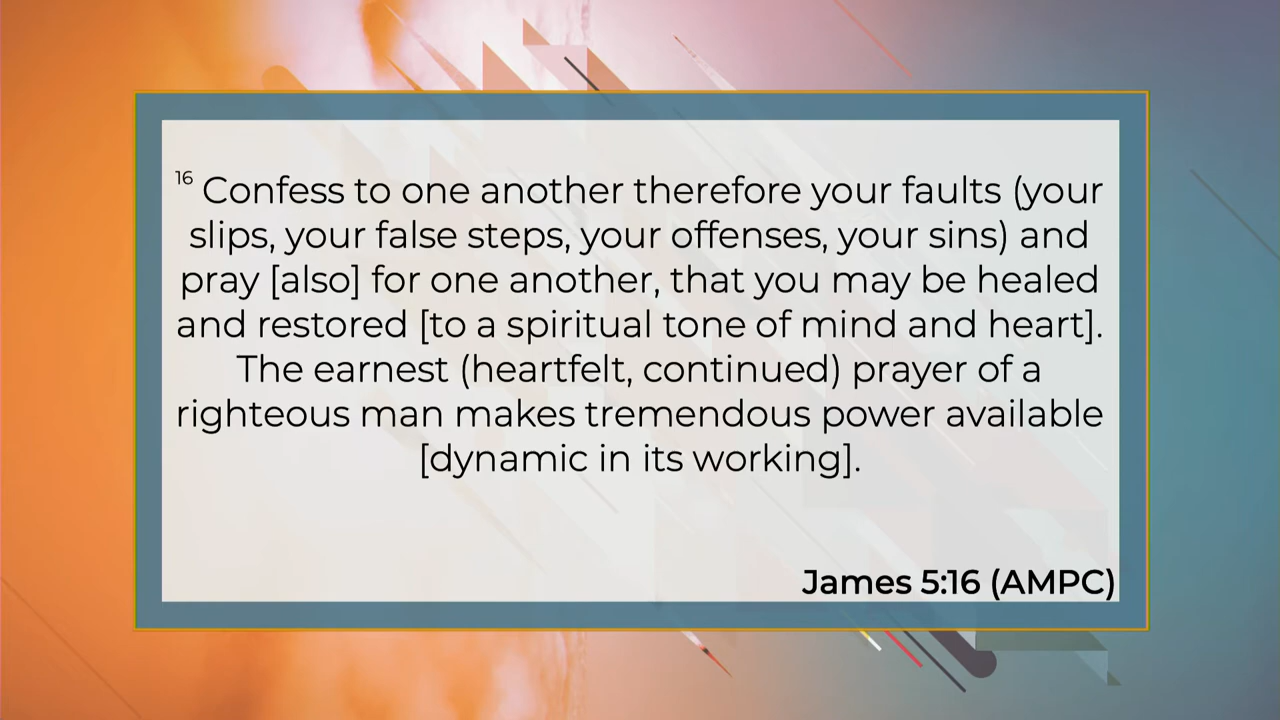 16 Confess to one another therefore your faults (your
slips, your false steps, your offenses, your sins) and
pray [also] for one another, that you may be healed
and restored [to a spiritual tone of mind and heart].
The earnest (heartfelt, continued) prayer of a
righteous man makes tremendous power available
[dynamic in its working].
James 5:16 (AMPC)